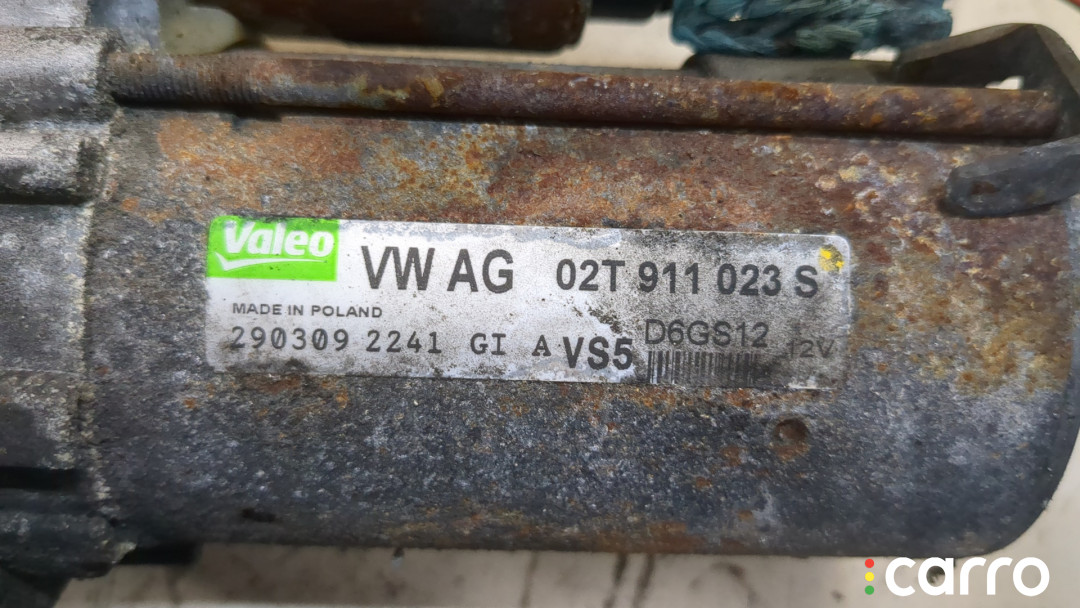 Valeo
VW AG 02T 911 023 S
MADE IN POLAND
290309 2241 GI A VS5 D6GS12 12V
carro